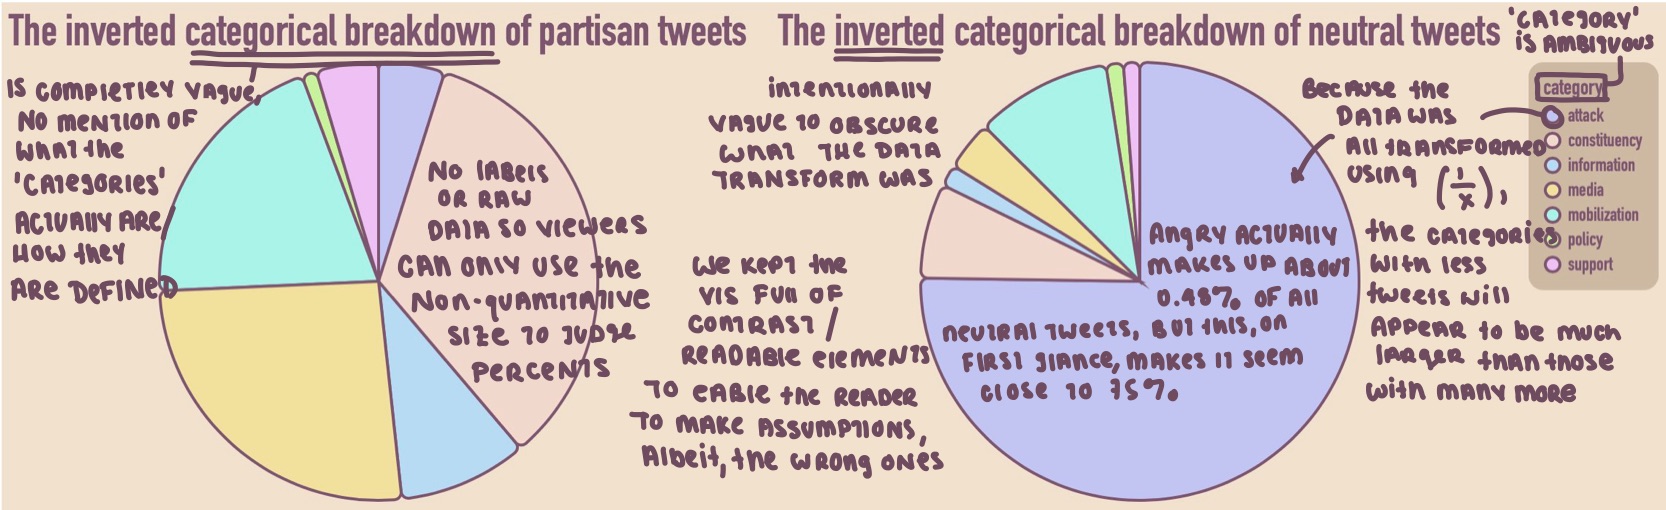 The inverted categorical breakdown of partisan tweets
IS COMPLETLEY VAGUE,
NO MENTION OF
WHAT THE
'CATEGORIES'
ACTUALLY ARE/
HOW THEY
ARE DEFINED
NO LABELS
OR RAW
DATA SO VIEWERS
CAN ONLY USE THE
NON-QUANTITATIVE
SIZE TO JUDGE
PERCENTS
The inverted categorical breakdown of neutral tweets
INTENTIONALLY
VAGUE TO OBSCURE
WHAT THE DATA
TRANSFORM WAS
WE KEPT THE
VIS FULL OF
CONTRAST /
READABLE ELEMENTS
TO EABLE THE READER
TO MAKE ASSUMPTIONS,
ALBEIT, THE WRONG ONES
ANGRY ACTUALLY
MAKES UP ABOUT
0.48% OF ALL
NEUTRAL TWEETS, BUT THIS, ON
FIRST GLANCE, MAKES IT SEEM
CLOSE TO 75%
BECAUSE THE
DATA WAS
ALL TRANSFORMED
USING (1/x),
THE CATEGORIES
WITH LESS
TWEETS WILL
APPEAR TO BE MUCH
LARGER THAN THOSE
WITH MANY MORE
'CATEGORY'
IS AMBIGUOUS
category
attack
constituency
information
media
mobilization
policy
support